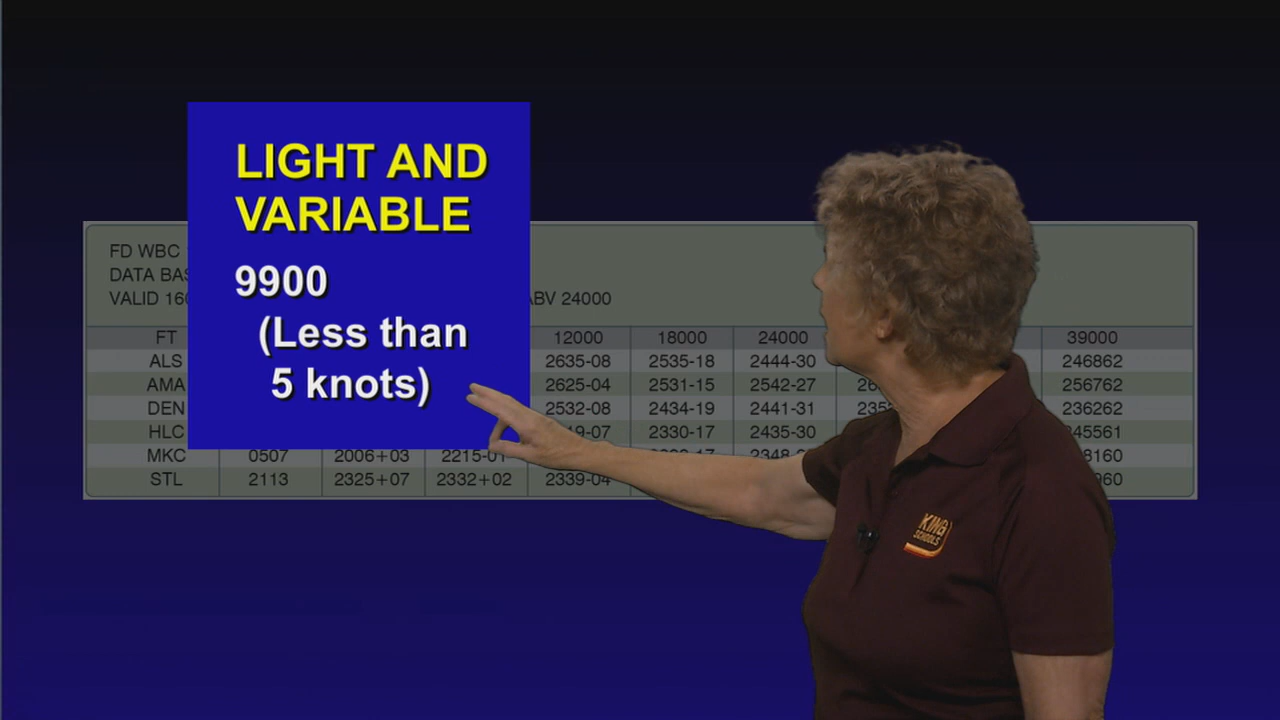 LIGHT AND
VARIABLE
9900
(Less than
5 knots)
FD WBC
DATA BAS
VALID 160 ABV 24000
FT 12000 18000 24000 39000
ALS 2635-08 2535-18 2444-30 246862
AMA 2625-04 2531-15 2542-27 256762
DEN 2532-08 2434-19 2441-31 236262
HLC 2330-17 2435-30
MKC 0507 2006+03 2215-01
STL 2113 2325+07 2332+02 2339-04
KING
SCHOOLS